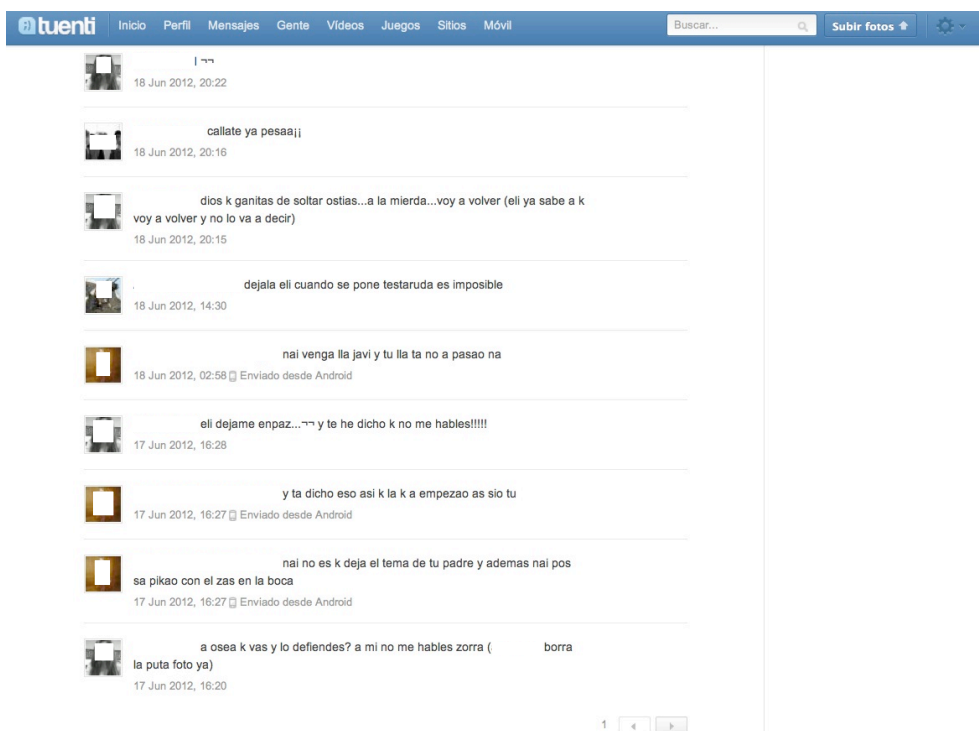 tuenti Inicio Perfil Mensajes Gente Vídeos Juegos Sitios Móvil Buscar... Subir fotos
| ¬¬
18 Jun 2012, 20:22
callate ya pesaa¡¡
18 Jun 2012, 20:16
dios k ganitas de soltar ostias...a la mierda...voy a volver (eli ya sabe a k
voy a volver y no lo va a decir)
18 Jun 2012, 20:15
dejala eli cuando se pone testaruda es imposible
18 Jun 2012, 14:30
nai venga lla javi y tu lla ta no a pasao na
18 Jun 2012, 02:58 Enviado desde Android
eli dejame enpaz...¬¬ y te he dicho k no me hables!!!!!
17 Jun 2012, 16:28
y ta dicho eso asi k la k a empezao as sio tu
17 Jun 2012, 16:27 Enviado desde Android
nai no es k deja el tema de tu padre y ademas nai pos
sa pikao con el zas en la boca
17 Jun 2012, 16:27 Enviado desde Android
a osea k vas y lo defiendes? a mi no me hables zorra ( borra
la puta foto ya)
17 Jun 2012, 16:20
1